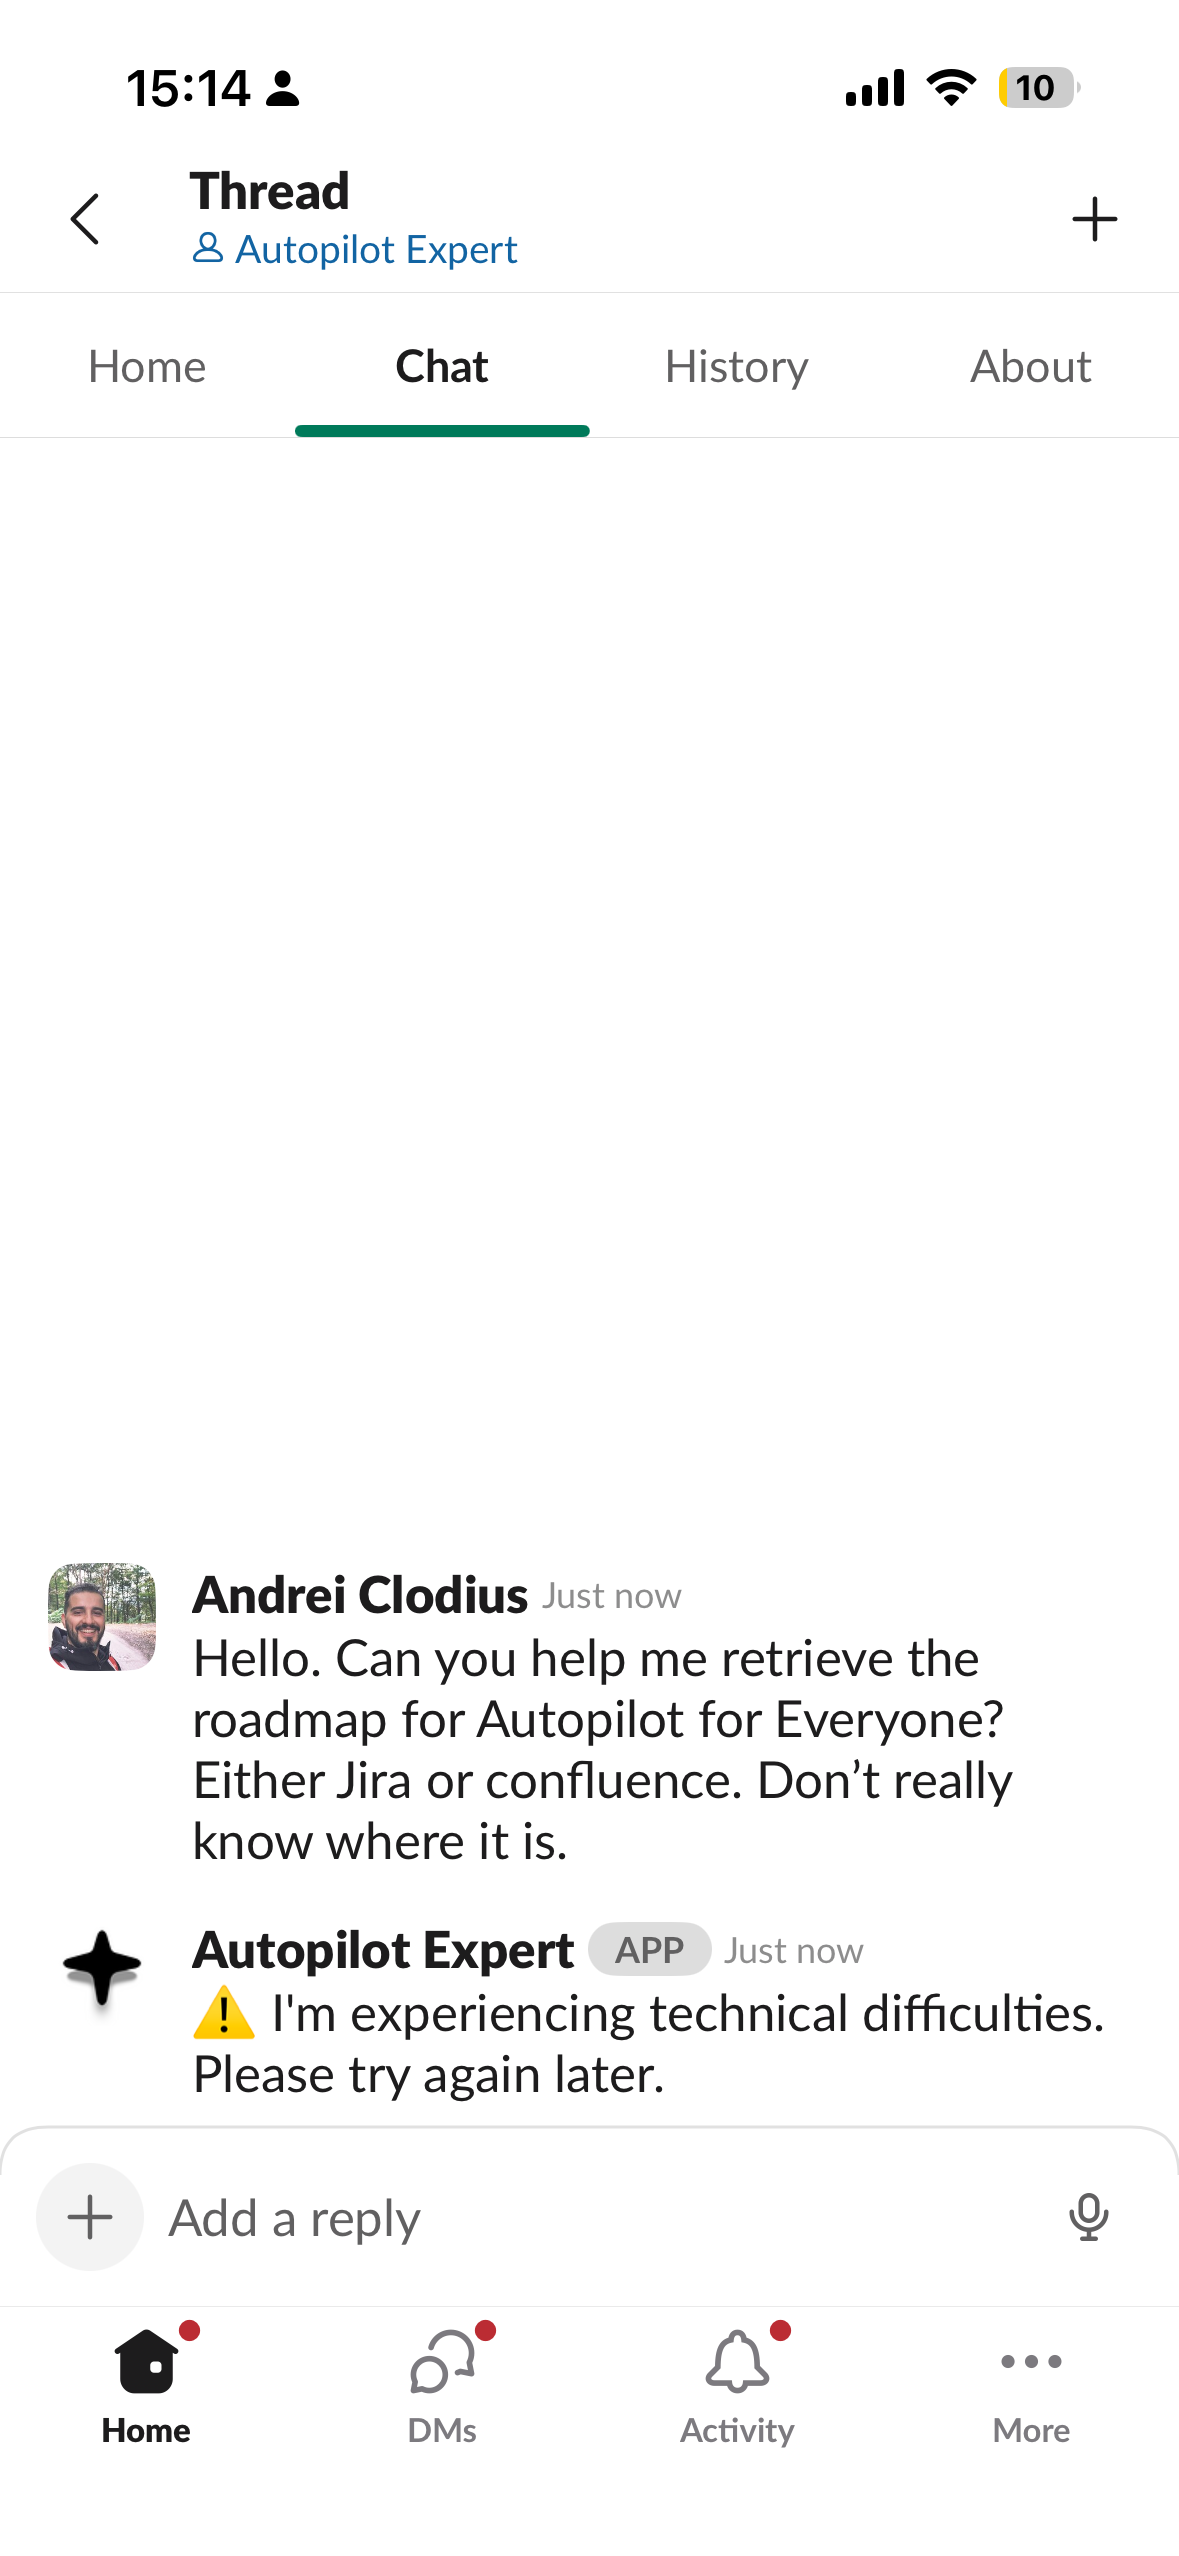 15:14
10
Thread
Autopilot Expert
Home
Chat
History
About
Andrei Clodius Just now
Hello. Can you help me retrieve the
roadmap for Autopilot for Everyone?
Either Jira or confluence. Don’t really
know where it is.
Autopilot Expert APP Just now
⚠️ I'm experiencing technical difficulties.
Please try again later.
Add a reply
Home
DMs
Activity
More